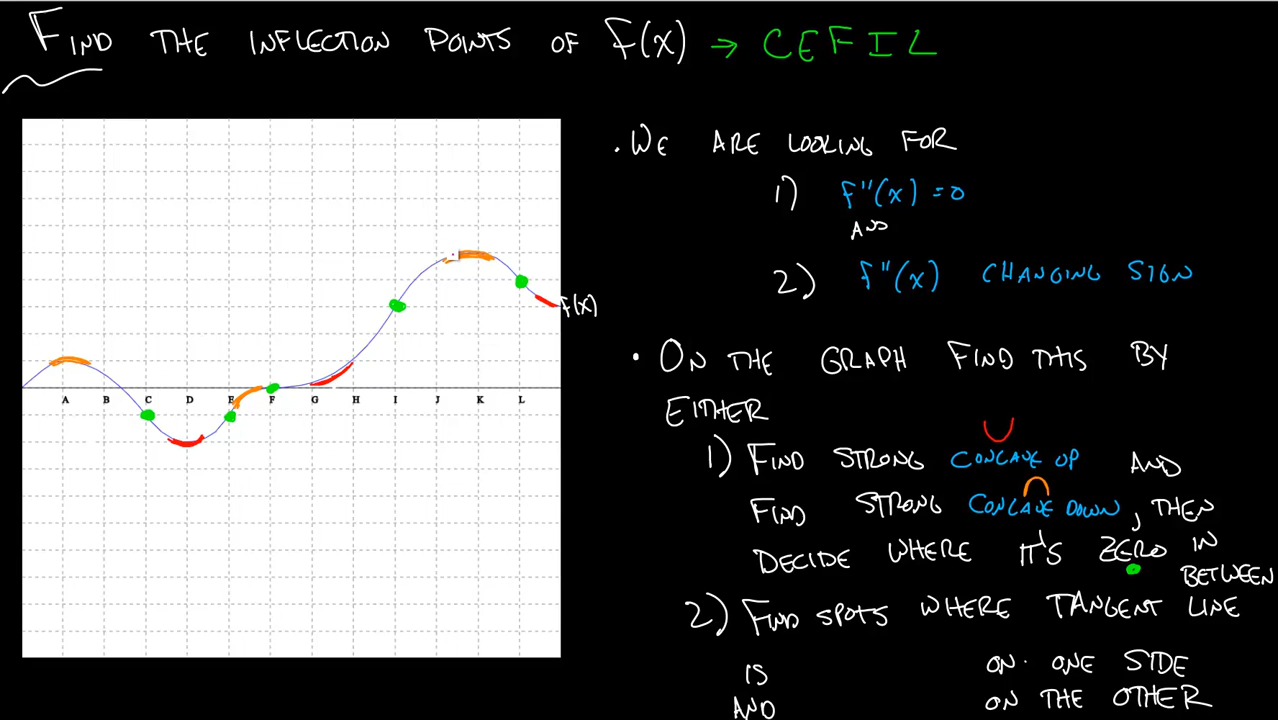 FIND THE INFLECTION POINTS OF F(X) → CEFIL
• WE ARE LOOKING FOR
1) f"(x) = 0
AND
2.) f"(x) CHANGING SIGN
F(X)
A B C D E F G H I J K L
• ON THE GRAPH FIND THIS BY
EITHER
1) FIND STRONG CONCAVE UP AND
FIND STRONG CONCAVE DOWN, THEN
DECIDE WHERE IT'S ZERO IN
BETWEEN
2.) FIND SPOTS WHERE TANGENT LINE
IS ON ONE SIDE
AND ON THE OTHER